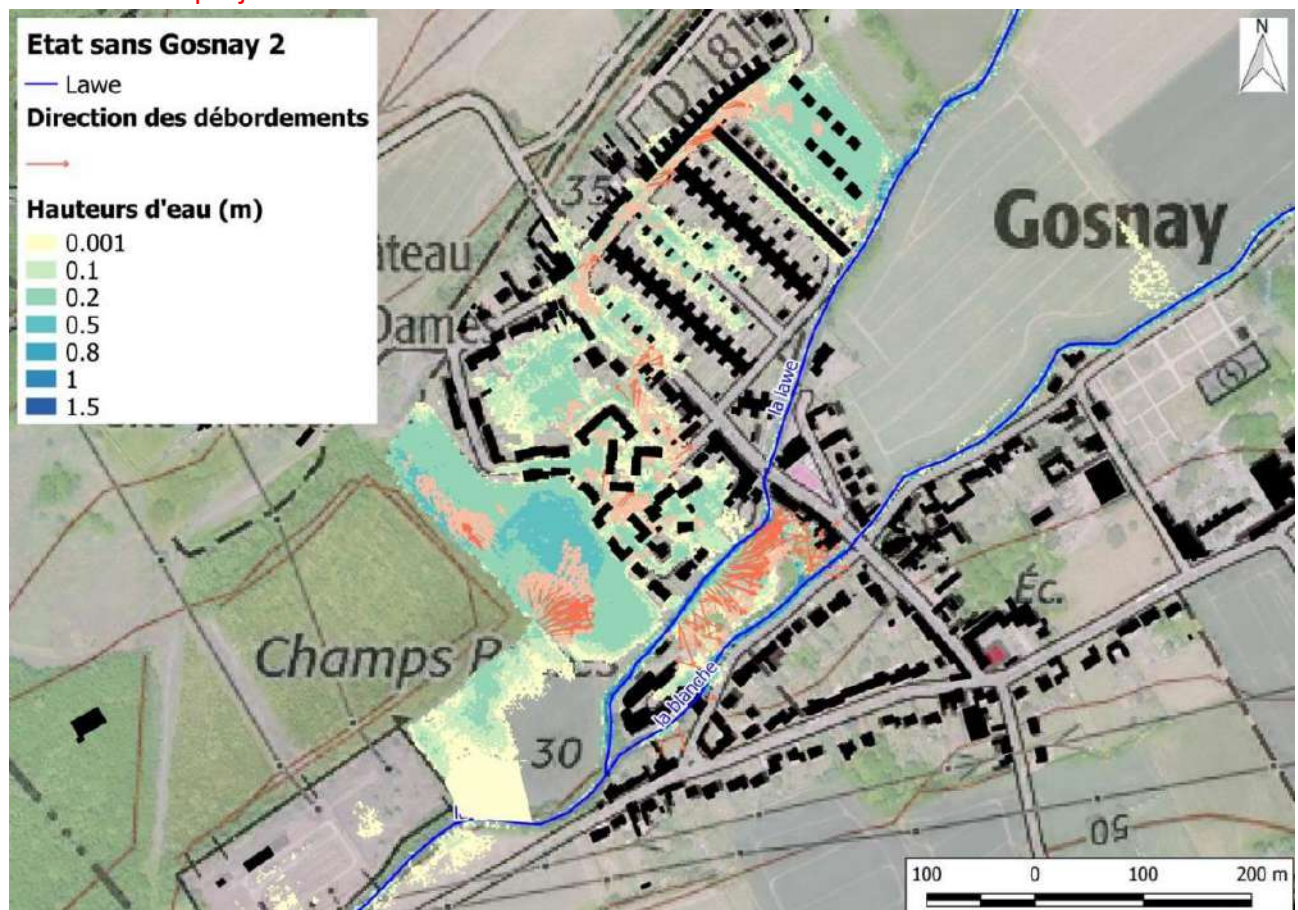 Etat sans Gosnay 2
Lawe
Direction des débordements
Hauteurs d'eau (m)
0.001
0.1
0.2
0.5
0.8
1
1.5
N
D 181
35
Gosnay
âteau
Dames
la lawe
Éc.
Champs
la blanche
30
50
100 0 100 200 m